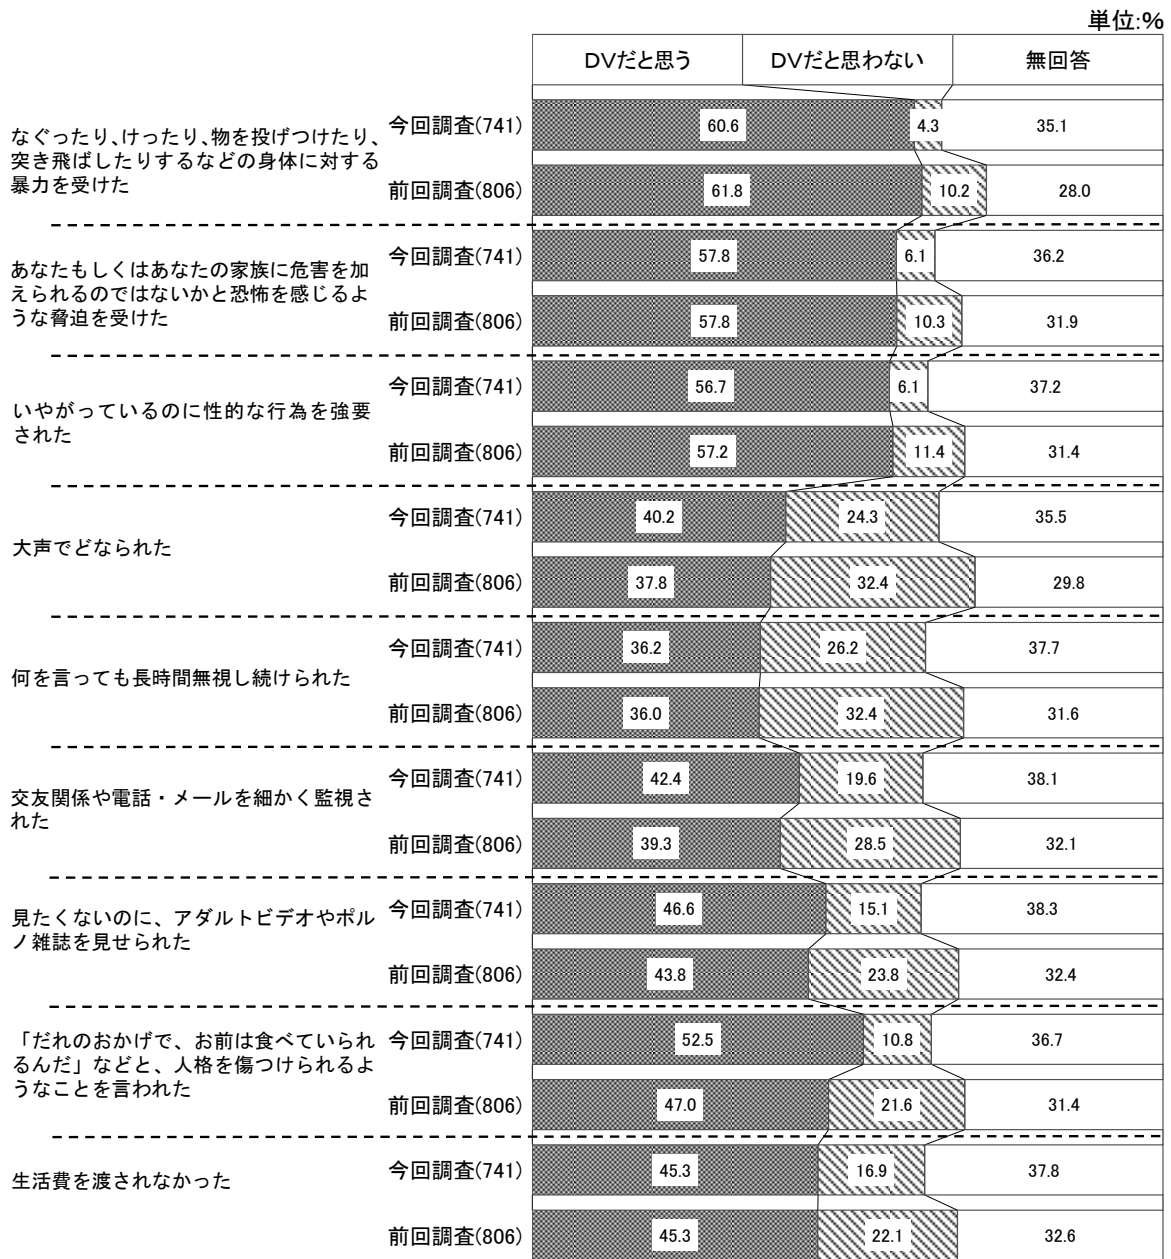 単位:%
DVだと思う DVだと思わない 無回答
なぐったり、けったり、物を投げつけたり、
突き飛ばしたりするなどの身体に対する
暴力を受けた
今回調査(741) 60.6 4.3 35.1
前回調査(806) 61.8 10.2 28.0
あなたもしくはあなたの家族に危害を加
えられるのではないかと恐怖を感じるよ
うな脅迫を受けた
今回調査(741) 57.8 6.1 36.2
前回調査(806) 57.8 10.3 31.9
いやがっているのに性的な行為を強要
された
今回調査(741) 56.7 6.1 37.2
前回調査(806) 57.2 11.4 31.4
大声でどなられた
今回調査(741) 40.2 24.3 35.5
前回調査(806) 37.8 32.4 29.8
何を言っても長時間無視し続けられた
今回調査(741) 36.2 26.2 37.7
前回調査(806) 36.0 32.4 31.6
交友関係や電話・メールを細かく監視さ
れた
今回調査(741) 42.4 19.6 38.1
前回調査(806) 39.3 28.5 32.1
見たくないのに、アダルトビデオやポル
ノ雑誌を見せられた
今回調査(741) 46.6 15.1 38.3
前回調査(806) 43.8 23.8 32.4
「だれのおかげで、お前は食べていられ
るんだ」などと、人格を傷つけられるよ
うなことを言われた
今回調査(741) 52.5 10.8 36.7
前回調査(806) 47.0 21.6 31.4
生活費を渡されなかった
今回調査(741) 45.3 16.9 37.8
前回調査(806) 45.3 22.1 32.6